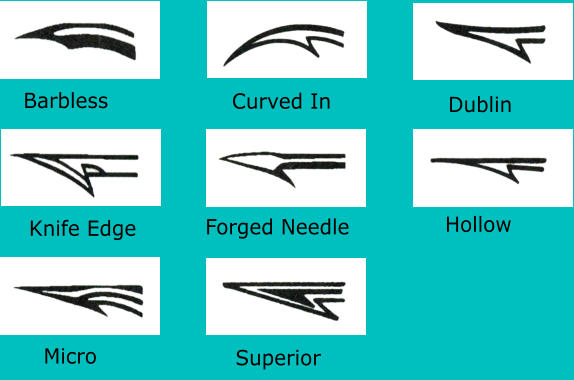 Barbless
Curved In
Dublin
Knife Edge
Forged Needle
Hollow
Micro
Superior